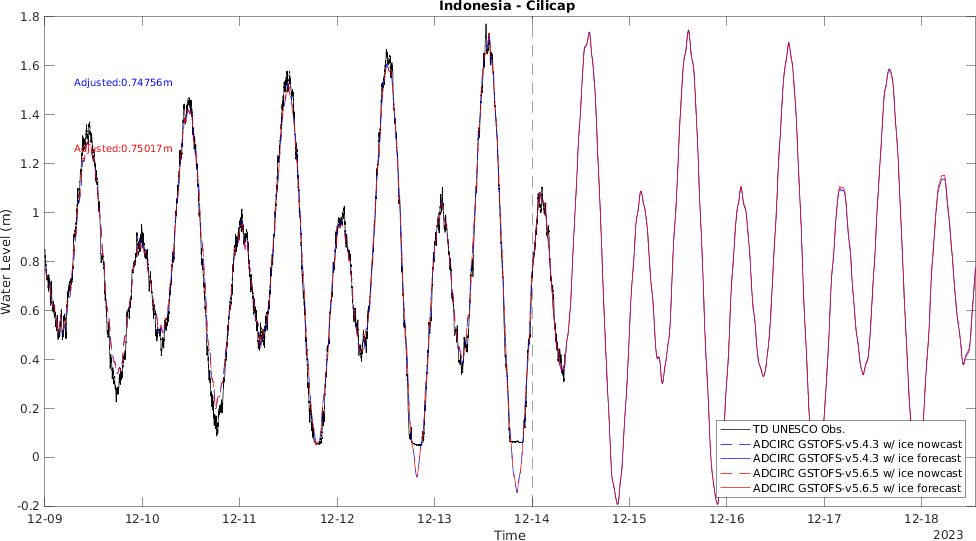 Indonesia - Cilicap
1.8
1.6
1.4
1.2
1
0.8
0.6
0.4
0.2
0
-0.2
Water Level (m)
Adjusted:0.74756m
Adjusted:0.75017m
TD UNESCO Obs.
ADCIRC GSTOFS-v5.4.3 w/ ice nowcast
ADCIRC GSTOFS-v5.4.3 w/ ice forecast
ADCIRC GSTOFS-v5.6.5 w/ ice nowcast
ADCIRC GSTOFS-v5.6.5 w/ ice forecast
12-09 12-10 12-11 12-12 12-13 12-14 12-15 12-16 12-17 12-18
Time
2023